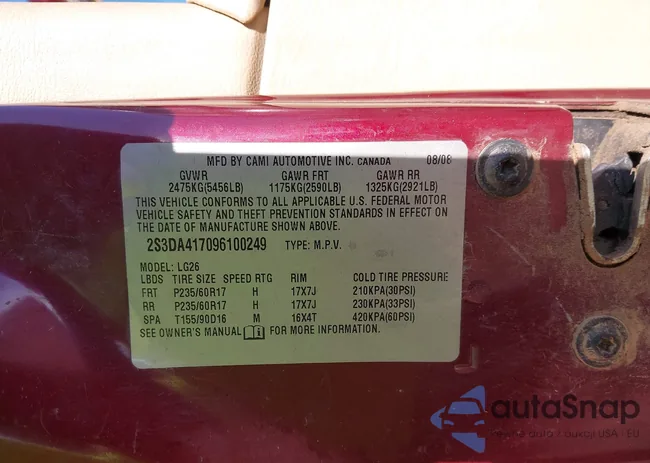 MFD BY CAMI AUTOMOTIVE INC. CANADA 08/08
GVWR GAWR FRT GAWR RR
2475KG(5456LB) 1175KG(2590LB) 1325KG(2921LB)
THIS VEHICLE CONFORMS TO ALL APPLICABLE U.S. FEDERAL MOTOR
VEHICLE SAFETY AND THEFT PREVENTION STANDARDS IN EFFECT ON
THE DATE OF MANUFACTURE SHOWN ABOVE.
2S3DA417096100249 TYPE: M.P.V.
MODEL: LG26
LBDS TIRE SIZE SPEED RTG RIM COLD TIRE PRESSURE
FRT P235/60R17 H 17X7J 210KPA(30PSI)
RR P235/60R17 H 17X7J 230KPA(33PSI)
SPA T155/90D16 M 16X4T 420KPA(60PSI)
SEE OWNER'S MANUAL FOR MORE INFORMATION.
autoSnap